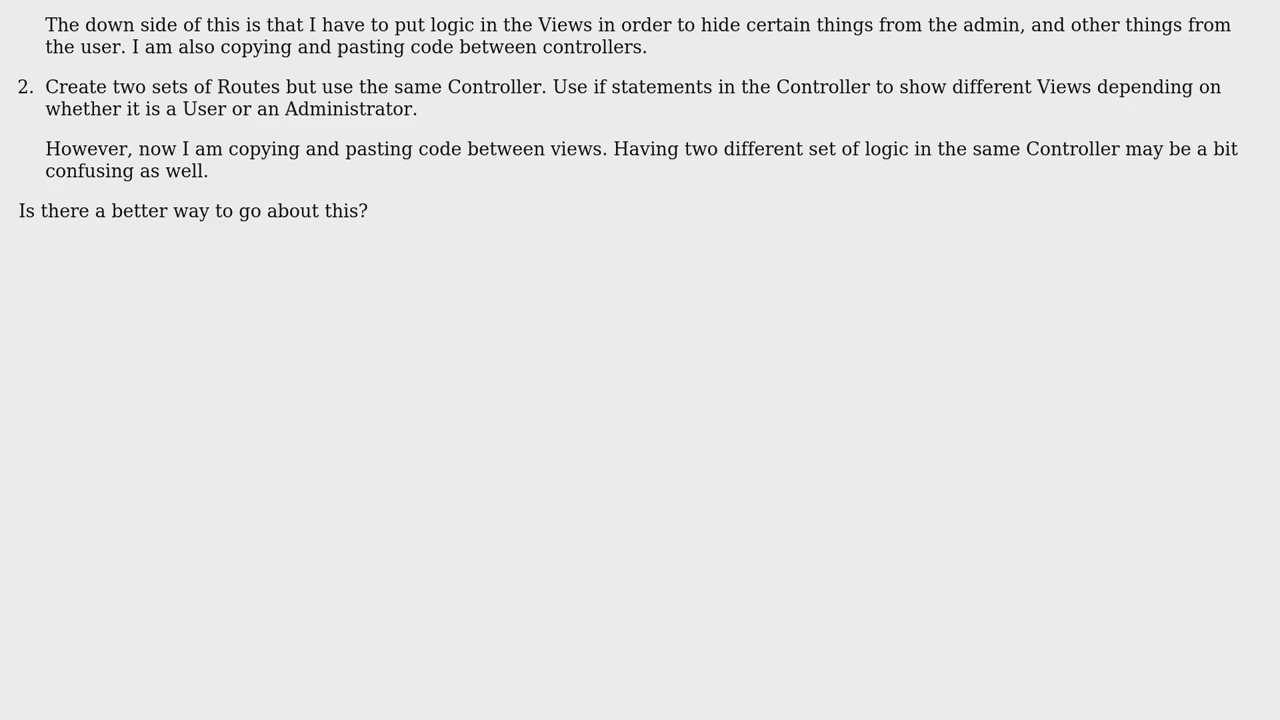 The down side of this is that I have to put logic in the Views in order to hide certain things from the admin, and other things from
the user. I am also copying and pasting code between controllers.
2. Create two sets of Routes but use the same Controller. Use if statements in the Controller to show different Views depending on
whether it is a User or an Administrator.
However, now I am copying and pasting code between views. Having two different set of logic in the same Controller may be a bit
confusing as well.
Is there a better way to go about this?